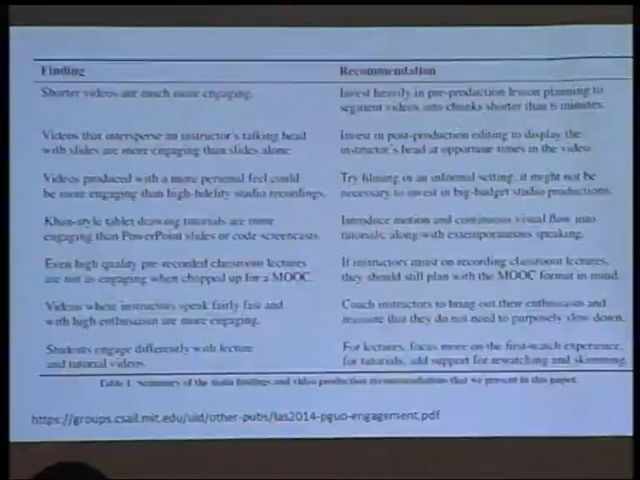 Finding Recommendation
Shorter videos are much more engaging. Invest heavily in pre-production lesson planning to
segment videos into chunks shorter than 6 minutes.
Videos that intersperse an instructor's talking head Invest in post-production editing to display the
with slides are more engaging than slides alone. instructor's head at opportune times in the video.
Videos produced with a more personal feel could Try filming in an informal setting; it might not be
be more engaging than high-fidelity studio recordings. necessary to invest in big-budget studio productions.
Khan-style tablet drawing tutorials are more Introduce motion and continuous visual flow into
engaging than PowerPoint slides or code screencasts. tutorials, along with extemporaneous speaking.
Even high quality pre-recorded classroom lectures If instructors must on recording classroom lectures,
are not as engaging when chopped up for a MOOC. they should still plan with the MOOC format in mind.
Videos where instructors speak fairly fast and Coach instructors to bring out their enthusiasm and
with high enthusiasm are more engaging. reassure that they do not need to purposely slow down.
Students engage differently with lecture For lectures, focus more on the first-watch experience;
and tutorial videos. for tutorials, add support for rewatching and skimming.
Table 1. Summary of the main findings and video production recommendations that we present in this paper.
https://groups.csail.mit.edu/uid/other-pubs/las2014-pguo-engagement.pdf